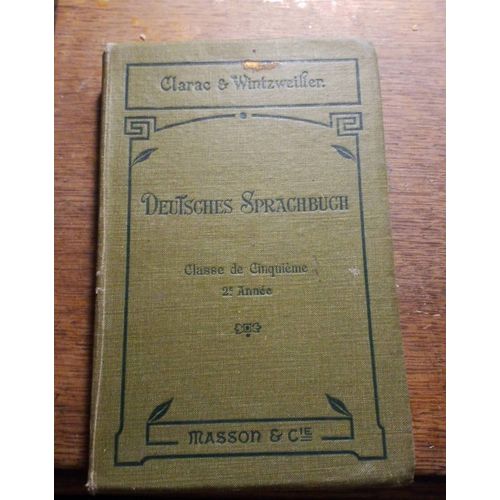 Clarac & Wintzweiller.
DEUTSCHES SPRACHBUCH
Classe de Cinquième
2e Année
MASSON & CIE